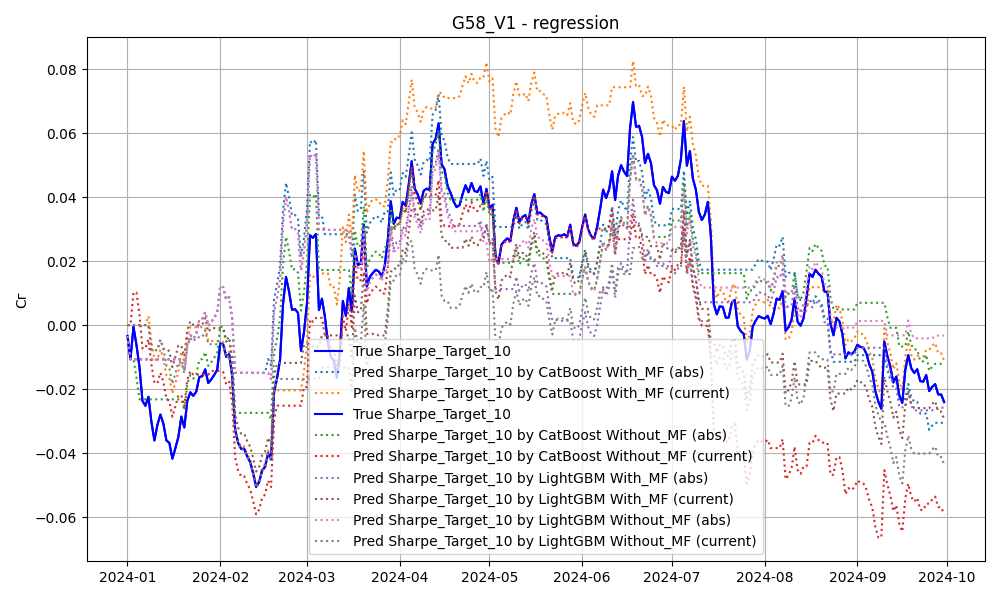 G58_V1 - regression
Cr
0.08
0.06
0.04
0.02
0.00
−0.02
−0.04
−0.06
True Sharpe_Target_10
Pred Sharpe_Target_10 by CatBoost With_MF (abs)
Pred Sharpe_Target_10 by CatBoost With_MF (current)
True Sharpe_Target_10
Pred Sharpe_Target_10 by CatBoost Without_MF (abs)
Pred Sharpe_Target_10 by CatBoost Without_MF (current)
Pred Sharpe_Target_10 by LightGBM With_MF (abs)
Pred Sharpe_Target_10 by LightGBM With_MF (current)
Pred Sharpe_Target_10 by LightGBM Without_MF (abs)
Pred Sharpe_Target_10 by LightGBM Without_MF (current)
2024-01 2024-02 2024-03 2024-04 2024-05 2024-06 2024-07 2024-08 2024-09 2024-10